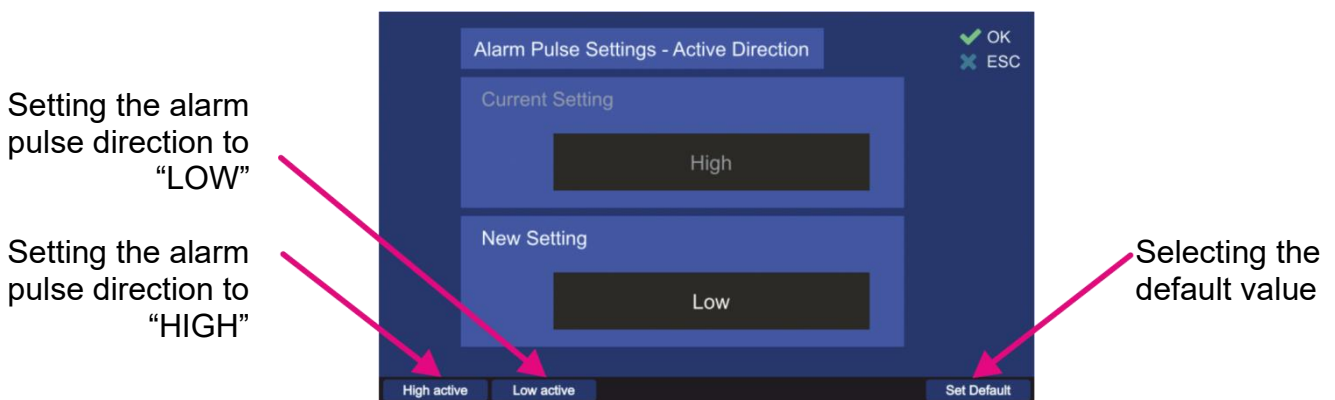 Setting the alarm
pulse direction to
“LOW”
Setting the alarm
pulse direction to
“HIGH”
Alarm Pulse Settings - Active Direction
OK
ESC
Current Setting
High
New Setting
Low
High active
Low active
Set Default
Selecting the
default value